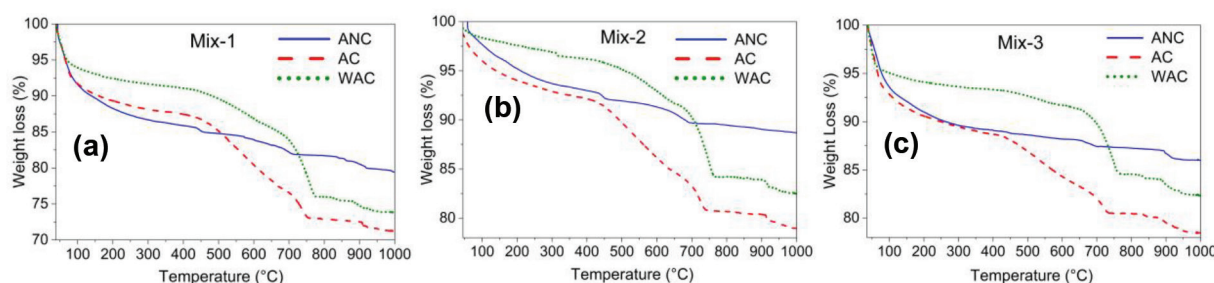 Mix-1
ANC
AC
WAC
(a)
Weight loss (%)
100
95
90
85
80
75
70
100 200 300 400 500 600 700 800 900 1000
Temperature (°C)
Mix-2
ANC
AC
WAC
(b)
Weight loss (%)
100
95
90
85
80
100 200 300 400 500 600 700 800 900 1000
Temperature (°C)
Mix-3
ANC
AC
WAC
(c)
Weight Loss (%)
100
95
90
85
80
100 200 300 400 500 600 700 800 900 1000
Temperature (°C)